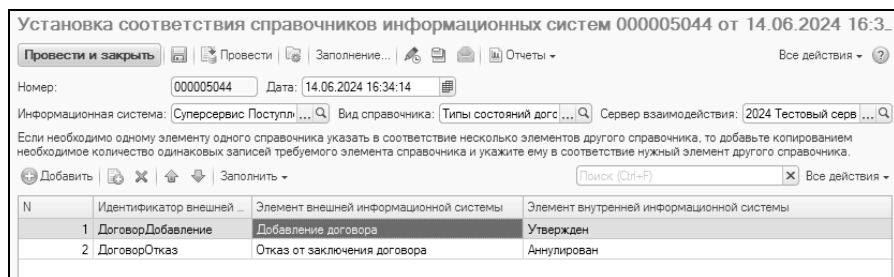 Установка соответствия справочников информационных систем 000005044 от 14.06.2024 16:3_
Провести и закрыть Провести Заполнение... Отчеты Все действия ?
Номер: 000005044 Дата: 14.06.2024 16:34:14
Информационная система: Суперсервис Поступл ... Вид справочника: Типы состояний дого ... Сервер взаимодействия: 2024 Тестовый серв ...
Если необходимо одному элементу одного справочника указать в соответствие несколько элементов другого справочника, то добавьте копированием
необходимое количество одинаковых записей требуемого элемента справочника и укажите ему в соответствие нужный элемент другого справочника.
Добавить Заполнить Поиск (Ctrl+F) Все действия
N Идентификатор внешней ... Элемент внешней информационной системы Элемент внутренней информационной системы
1 ДоговорДобавление Добавление договора Утвержден
2 ДоговорОтказ Отказ от заключения договора Аннулирован